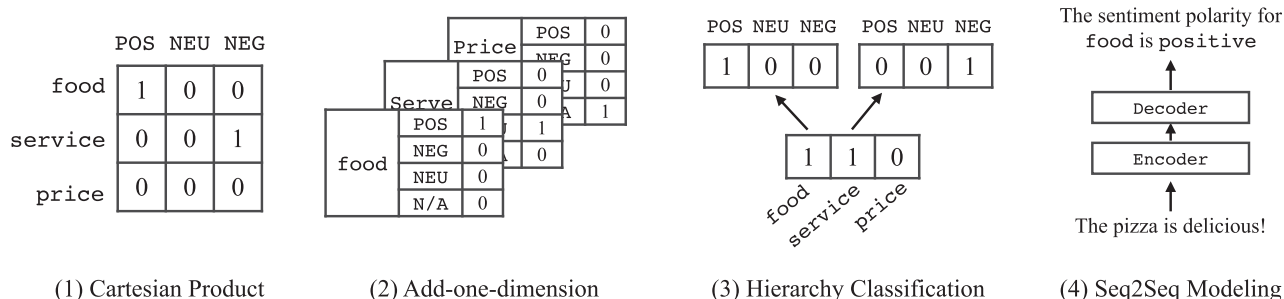 POS NEU NEG
food 1 0 0
service 0 0 1
price 0 0 0
(1) Cartesian Product
Price
POS 0
NEG 0
U 0
A 1
Serve
POS 0
NEG 0
U 1
A 0
food
POS 1
NEG 0
NEU 0
N/A 0
(2) Add-one-dimension
POS NEU NEG POS NEU NEG
1 0 0 0 0 1
1 1 0
food service price
(3) Hierarchy Classification
The sentiment polarity for
food is positive
Decoder
Encoder
The pizza is delicious!
(4) Seq2Seq Modeling